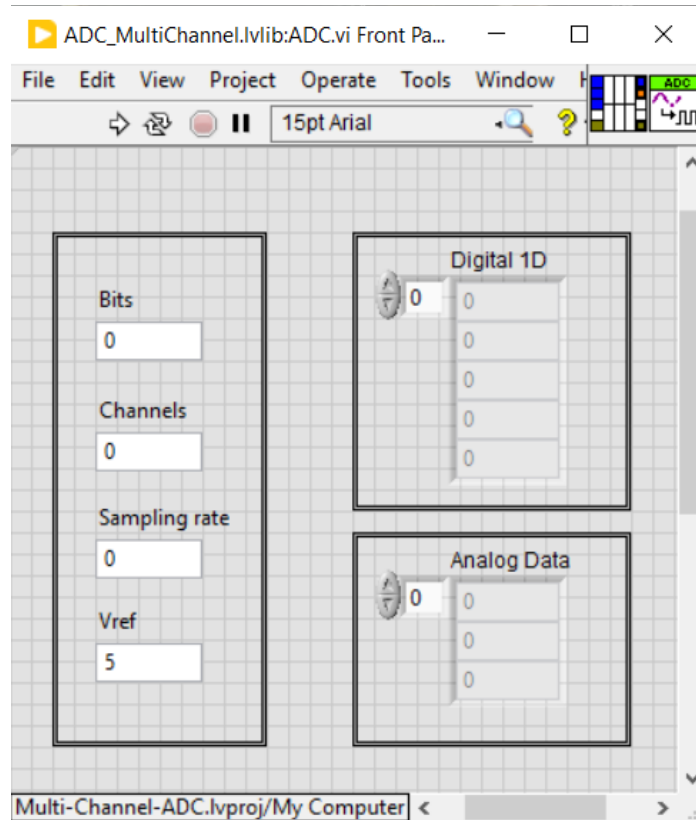 ADC_MultiChannel.lvlib:ADC.vi Front Pa...
File Edit View Project Operate Tools Window H
ADC
15pt Arial
?
Bits
0
Channels
0
Sampling rate
0
Vref
5
Digital 1D
0
0
0
0
0
0
Analog Data
0
0
0
0
Multi-Channel-ADC.lvproj/My Computer